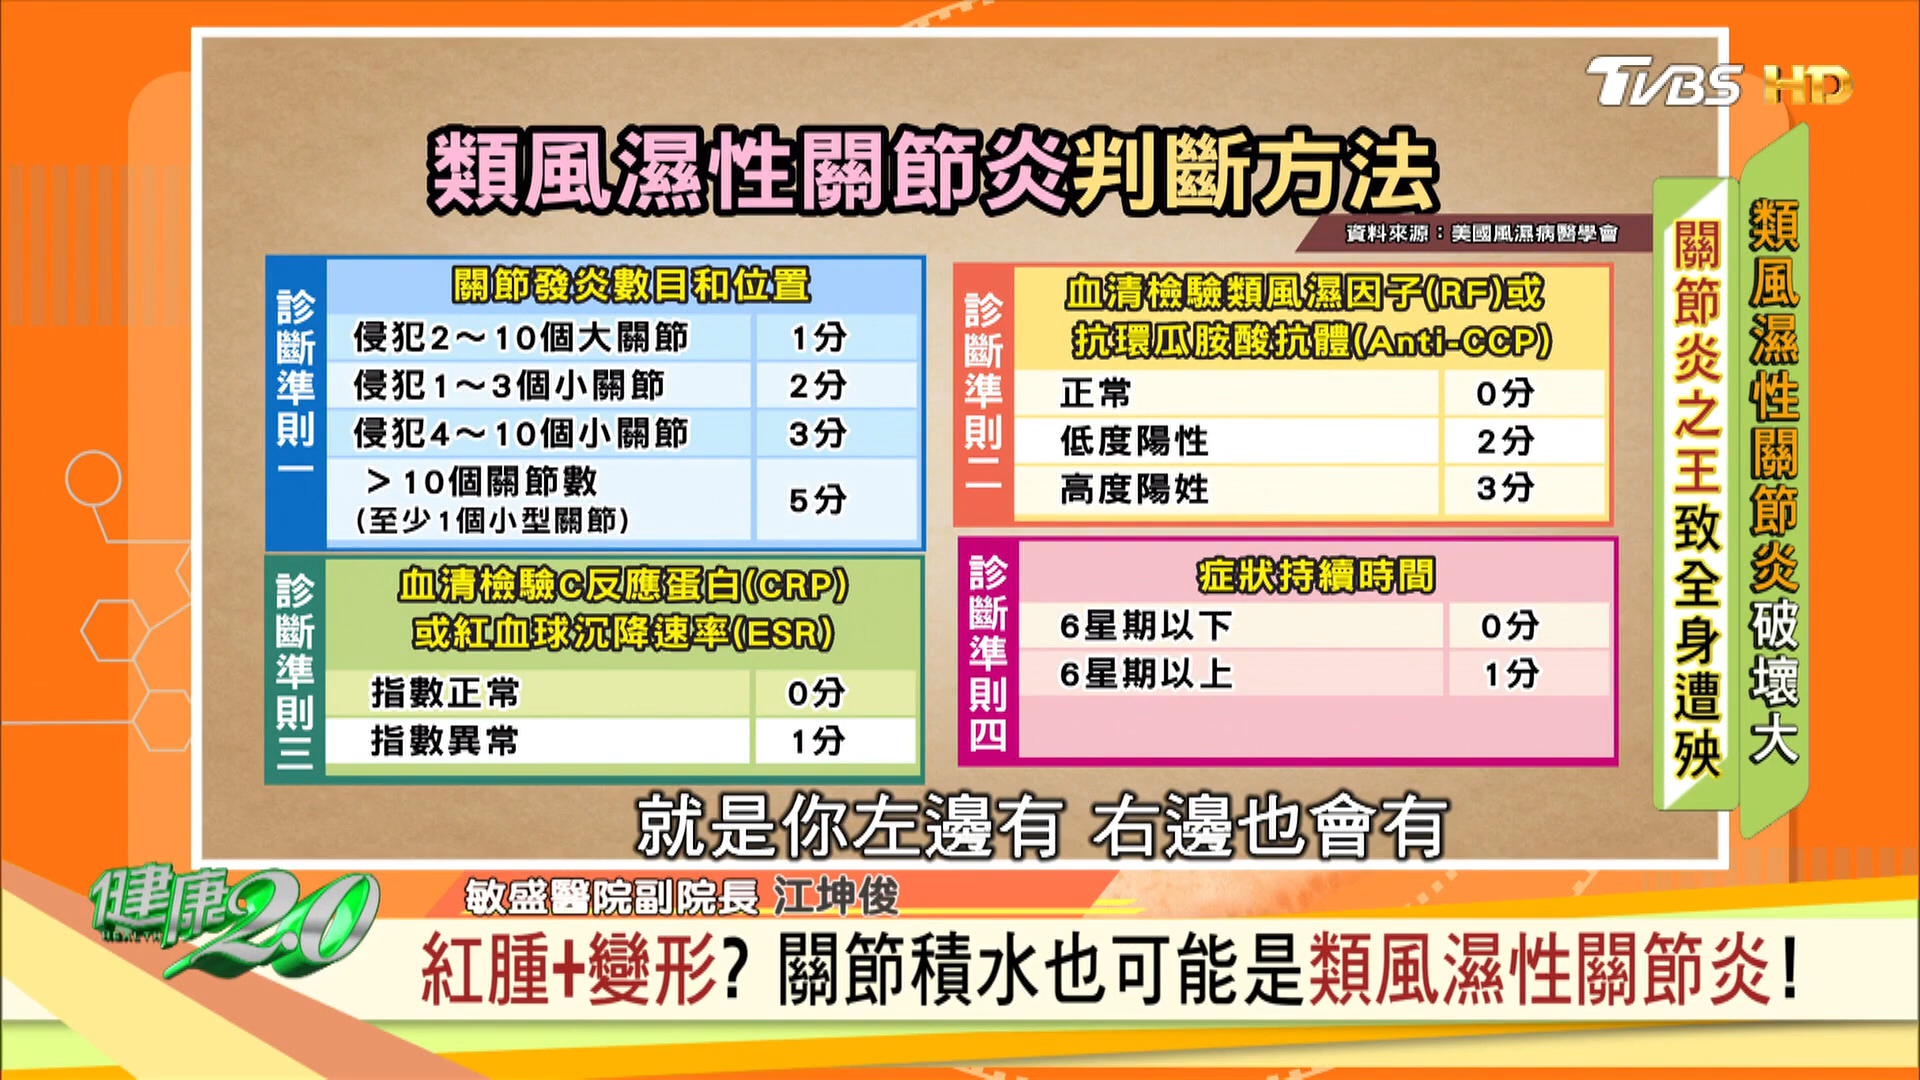 TVBS HD
類風濕性關節炎判斷方法
資料來源：美國風濕病醫學會
診斷準則一
關節發炎數目和位置
侵犯2～10個大關節 1分
侵犯1～3個小關節 2分
侵犯4～10個小關節 3分
＞10個關節數
(至少1個小型關節) 5分
診斷準則二
血清檢驗類風濕因子(RF)或
抗環瓜胺酸抗體(Anti-CCP)
正常 0分
低度陽性 2分
高度陽姓 3分
診斷準則三
血清檢驗C反應蛋白(CRP)
或紅血球沉降速率(ESR)
指數正常 0分
指數異常 1分
診斷準則四
症狀持續時間
6星期以下 0分
6星期以上 1分
類風濕性關節炎破壞大
關節炎之王致全身遭殃
就是你左邊有 右邊也會有
健康2.0
HEALTH
敏盛醫院副院長 江坤俊
紅腫+變形? 關節積水也可能是類風濕性關節炎!